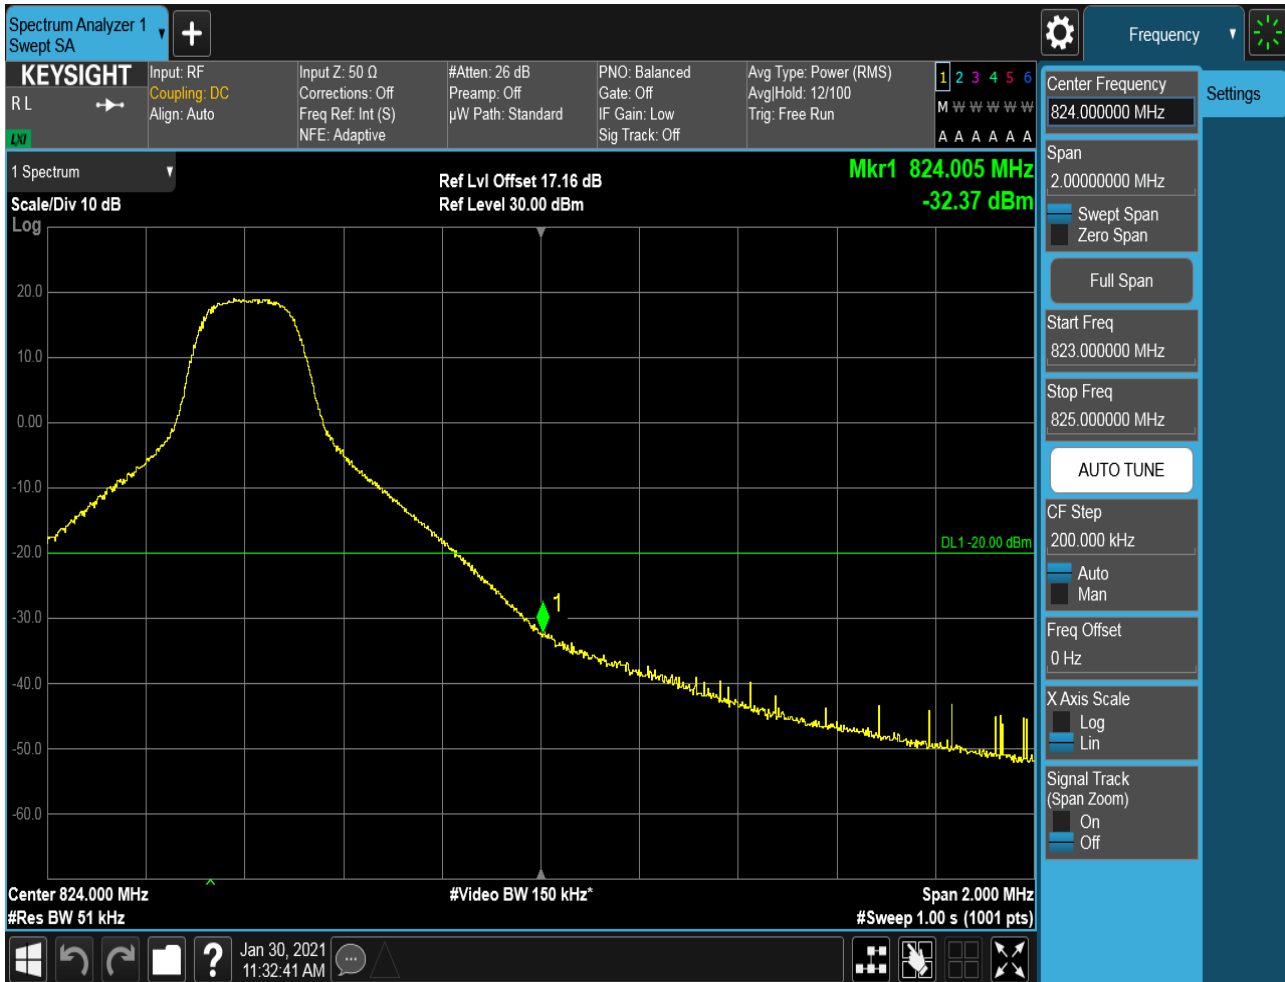 Spectrum Analyzer 1
Swept SA
Frequency
KEYSIGHT
R L
LXI
Input: RF
Coupling: DC
Align: Auto
Input Z: 50 Ω
Corrections: Off
Freq Ref: Int (S)
NFE: Adaptive
#Atten: 26 dB
Preamp: Off
µW Path: Standard
PNO: Balanced
Gate: Off
IF Gain: Low
Sig Track: Off
Avg Type: Power (RMS)
Avg|Hold: 12/100
Trig: Free Run
1 2 3 4 5 6
M W W W W W
A A A A A A
1 Spectrum
Scale/Div 10 dB
Log
Ref Lvl Offset 17.16 dB
Ref Level 30.00 dBm
Mkr1 824.005 MHz
-32.37 dBm
20.0
10.0
0.00
-10.0
-20.0
-30.0
-40.0
-50.0
-60.0
DL1 -20.00 dBm
1
Center 824.000 MHz
#Res BW 51 kHz
#Video BW 150 kHz*
Span 2.000 MHz
#Sweep 1.00 s (1001 pts)
Jan 30, 2021
11:32:41 AM
Center Frequency
824.000000 MHz
Settings
Span
2.00000000 MHz
Swept Span
Zero Span
Full Span
Start Freq
823.000000 MHz
Stop Freq
825.000000 MHz
AUTO TUNE
CF Step
200.000 kHz
Auto
Man
Freq Offset
0 Hz
X Axis Scale
Log
Lin
Signal Track
(Span Zoom)
On
Off